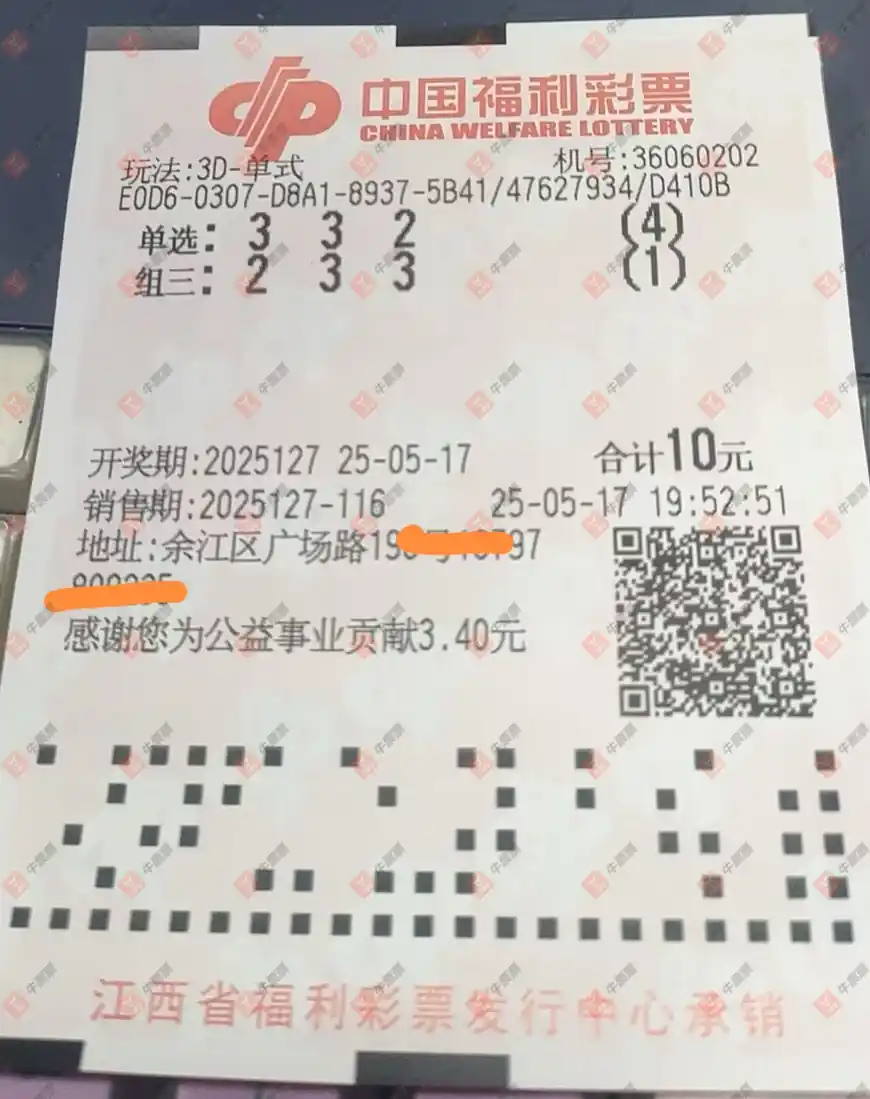 中国福利彩票
CHINA WELFARE LOTTERY
玩法:3D-单式 机号:36060202
E0D6-0307-D8A1-8937-5B41/47627934/D410B
单选: 3 3 2 (4)
组三: 2 3 3 (1)
开奖期:2025127 25-05-17 合计10元
销售期:2025127-116 25-05-17 19:52:51
地址:余江区广场路19 97
感谢您为公益事业贡献3.40元
江西省福利彩票发行中心承销